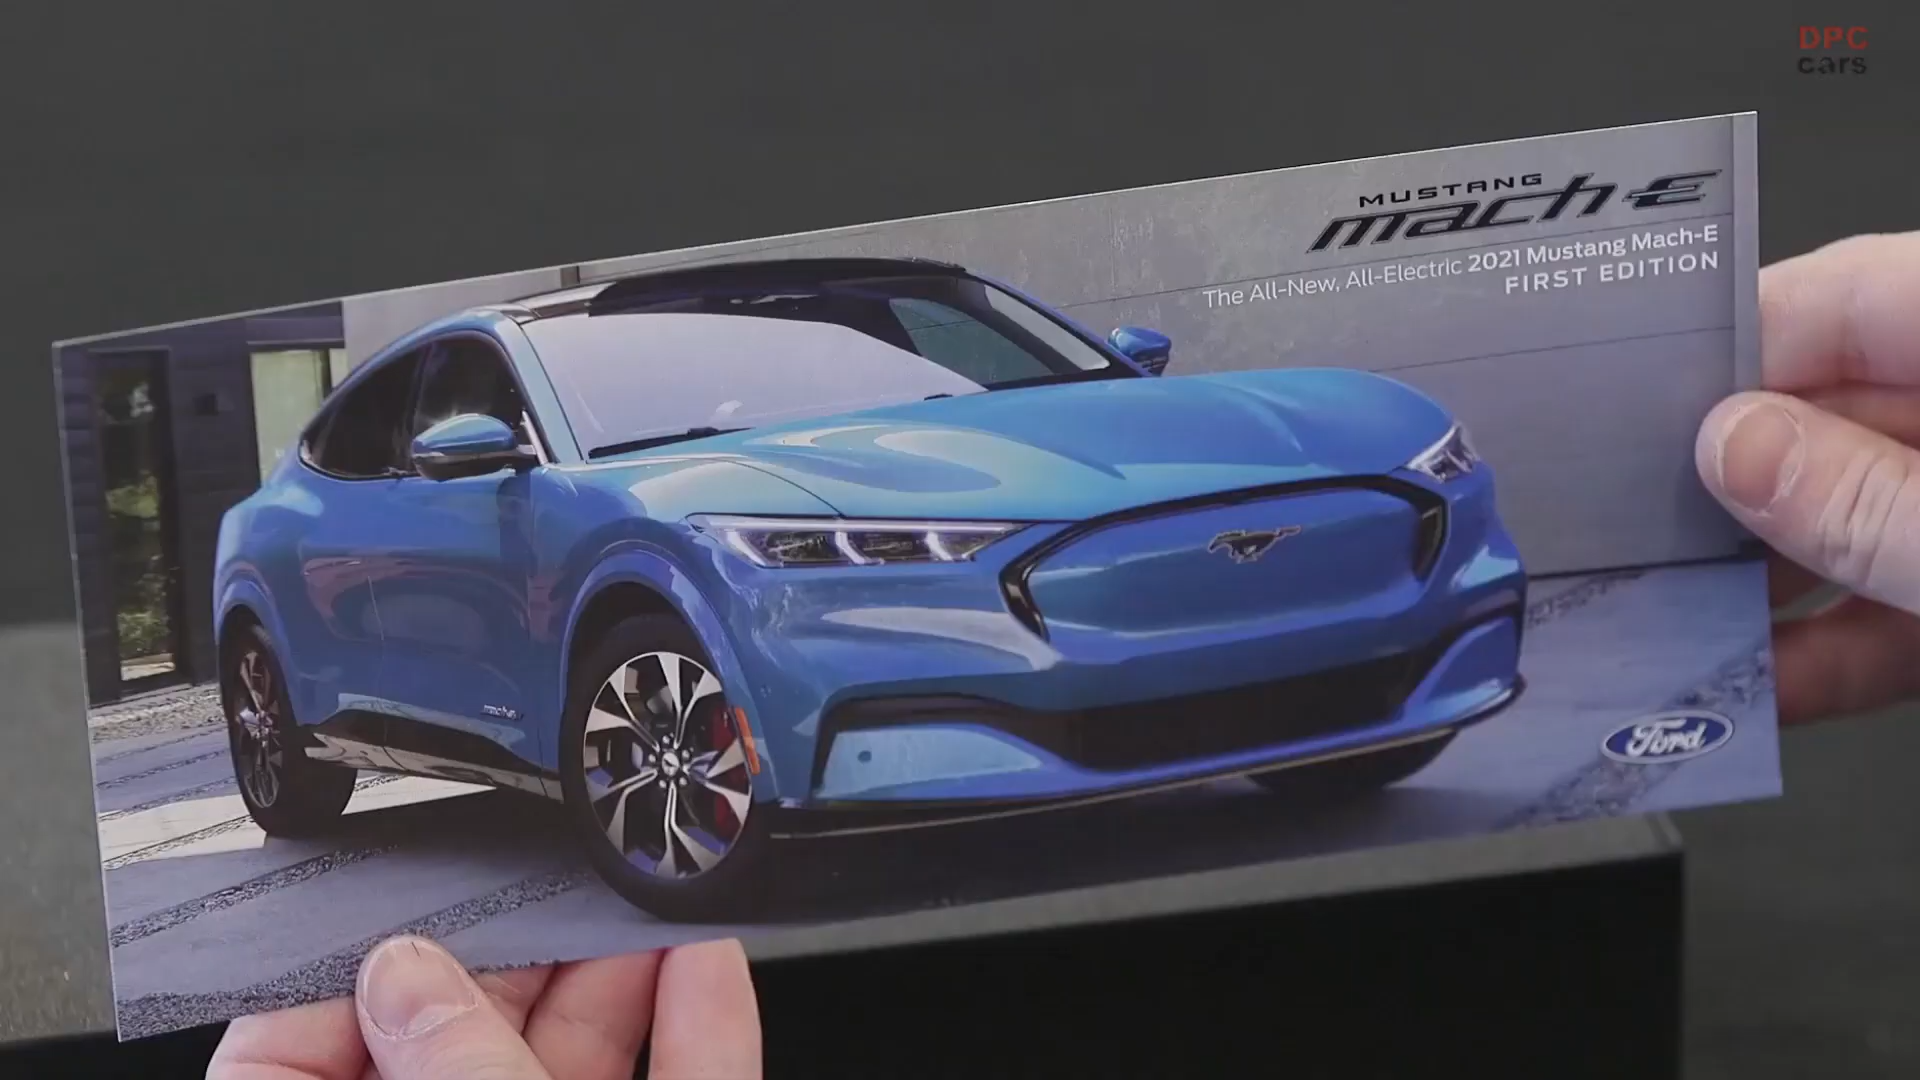 DPC
cars
MUSTANG
mach-E
The All-New, All-Electric 2021 Mustang Mach-E
FIRST EDITION
Ford